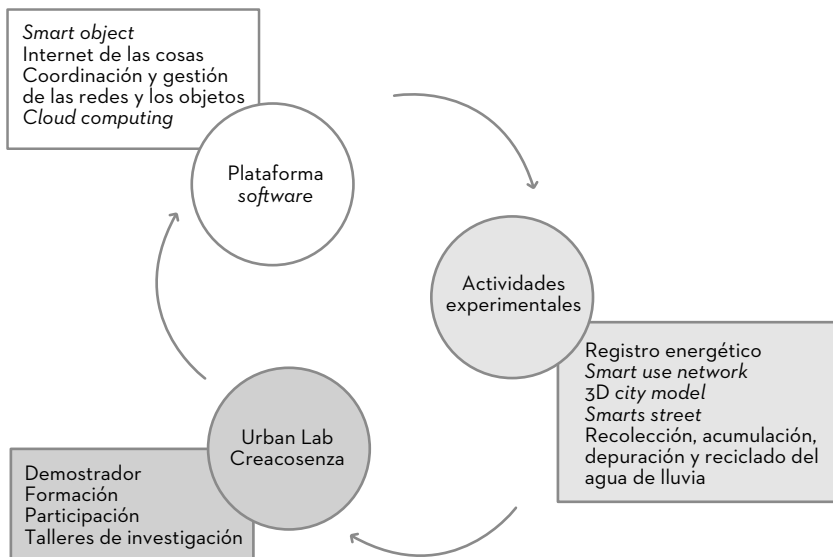 Smart object
Internet de las cosas
Coordinación y gestión
de las redes y los objetos
Cloud computing
Plataforma
software
Actividades
experimentales
Registro energético
Smart use network
3D city model
Smarts street
Recolección, acumulación,
depuración y reciclado del
agua de lluvia
Urban Lab
Creacosenza
Demostrador
Formación
Participación
Talleres de investigación